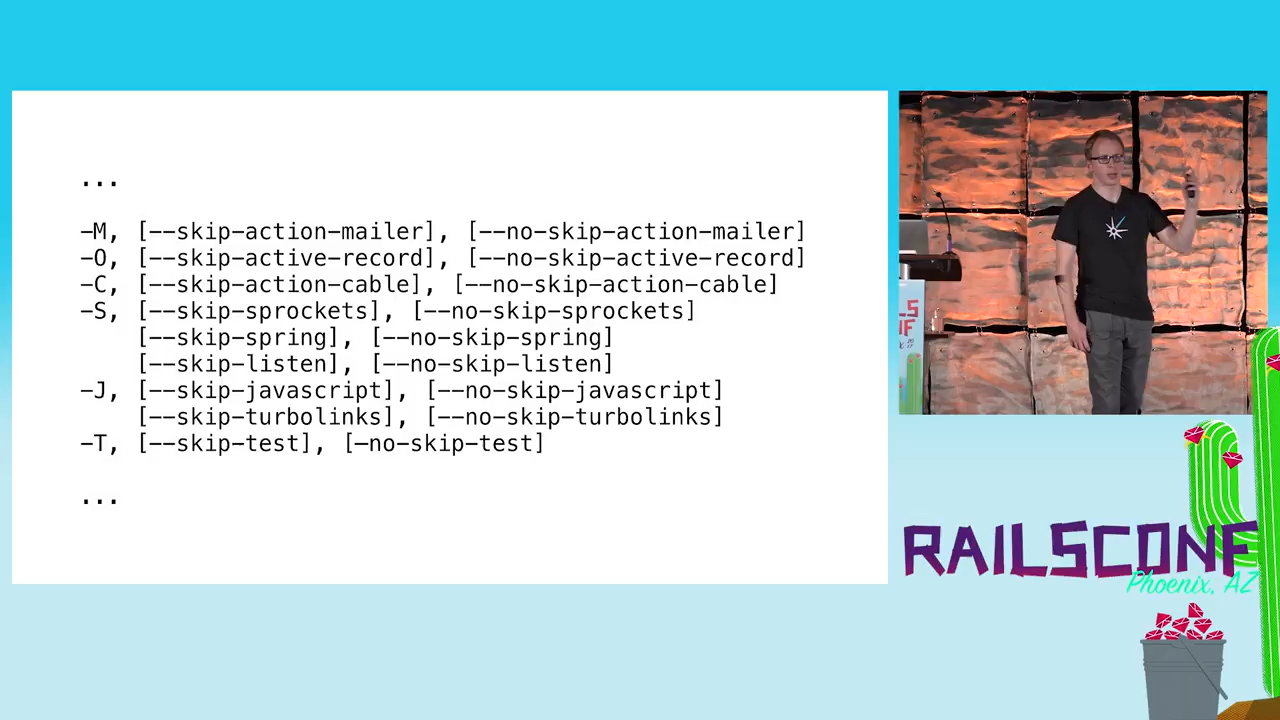 ...
-M, [--skip-action-mailer], [--no-skip-action-mailer]
-O, [--skip-active-record], [--no-skip-active-record]
-C, [--skip-action-cable], [--no-skip-action-cable]
-S, [--skip-sprockets], [--no-skip-sprockets]
[--skip-spring], [--no-skip-spring]
[--skip-listen], [--no-skip-listen]
-J, [--skip-javascript], [--no-skip-javascript]
[--skip-turbolinks], [--no-skip-turbolinks]
-T, [--skip-test], [—no-skip-test]
...
RAILSCONF
Phoenix, AZ